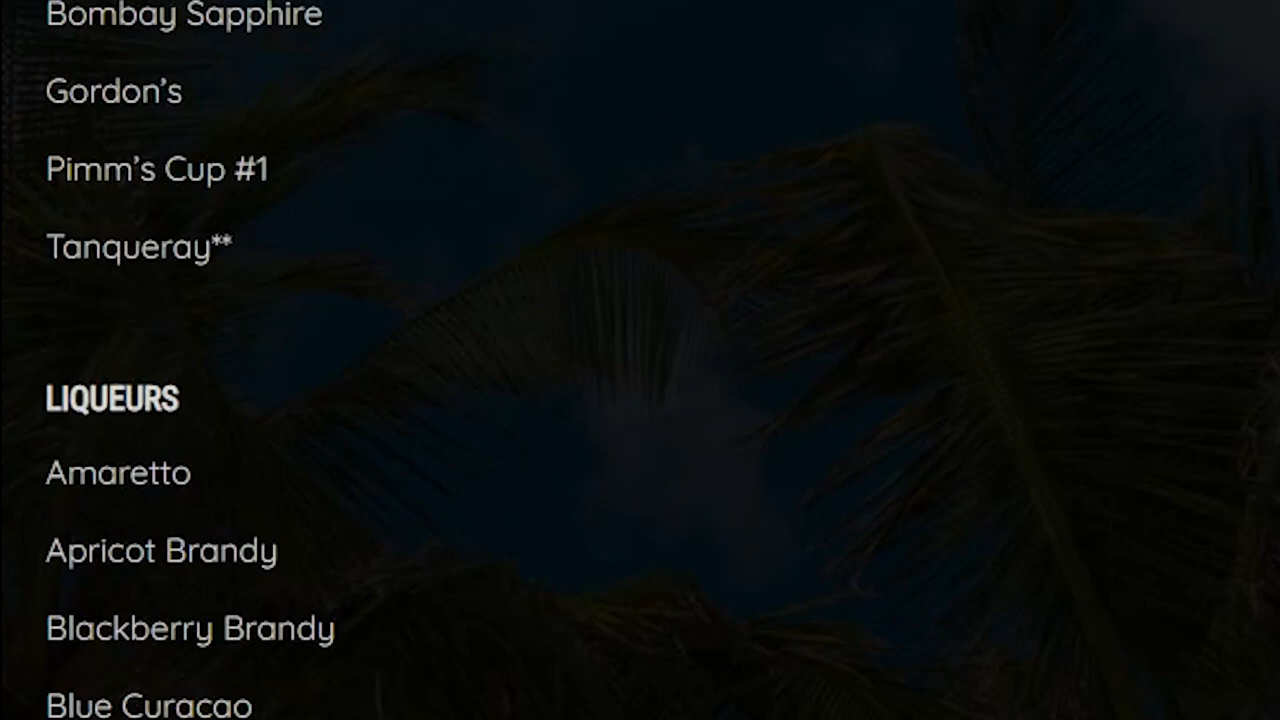 Bombay Sapphire
Gordon’s
Pimm’s Cup #1
Tanqueray**
LIQUEURS
Amaretto
Apricot Brandy
Blackberry Brandy
Blue Curacao